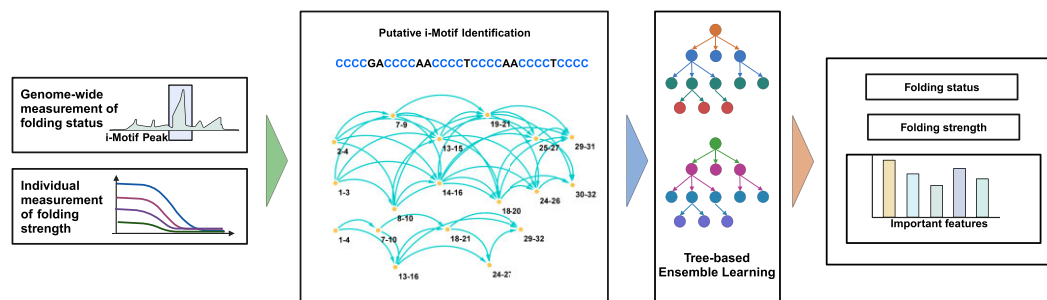 Genome-wide
measurement of
folding status
i-Motif Peak
Individual
measurement
of folding
strength
Putative i-Motif Identification
CCCCGACCCCAACCCCTCCCCAACCCCTCCCC
7-9
19-21
2-4
13-15
25-27
29-31
1-3
14-16
24-26
30-32
8-10
18-20
1-4
7-10
18-21
29-32
13-16
24-27
Tree-based
Ensemble Learning
Folding status
Folding strength
Important features